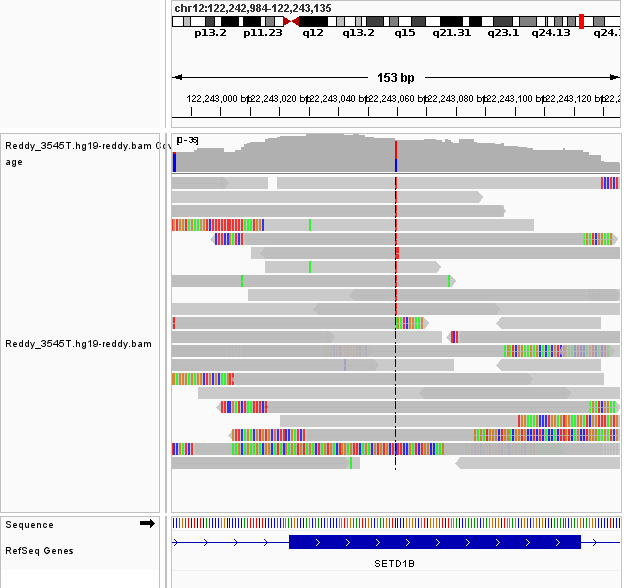 chr12:122,242,984-122,243,135
p13.2 p11.23 q12 q13.2 q15 q21.31 q23.1 q24.13 q24.
153 bp
122,243,000 bp 122,243,020 bp 122,243,040 bp 122,243,060 bp 122,243,080 bp 122,243,100 bp 122,243,120 bp
Reddy_3545T.hg19-reddy.bam Cov
age
[0-35]
Reddy_3545T.hg19-reddy.bam
Sequence
RefSeq Genes
SETD1B